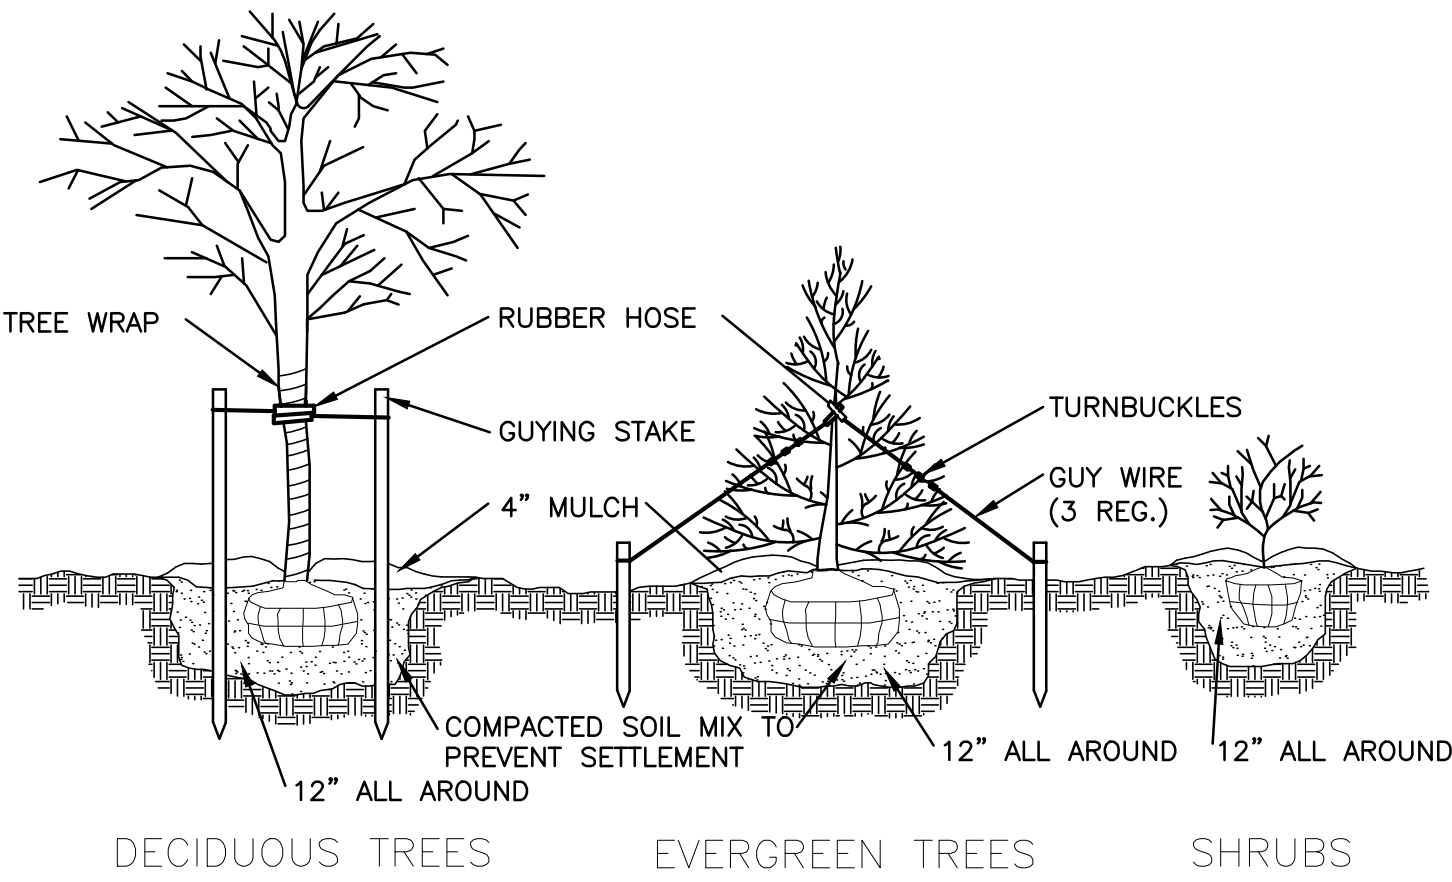 TREE WRAP
RUBBER HOSE
GUYING STAKE
4” MULCH
TURNBUCKLES
GUY WIRE
(3 REG.)
COMPACTED SOIL MIX TO
PREVENT SETTLEMENT
12” ALL AROUND
12” ALL AROUND
12” ALL AROUND
DECIDUOUS TREES
EVERGREEN TREES
SHRUBS